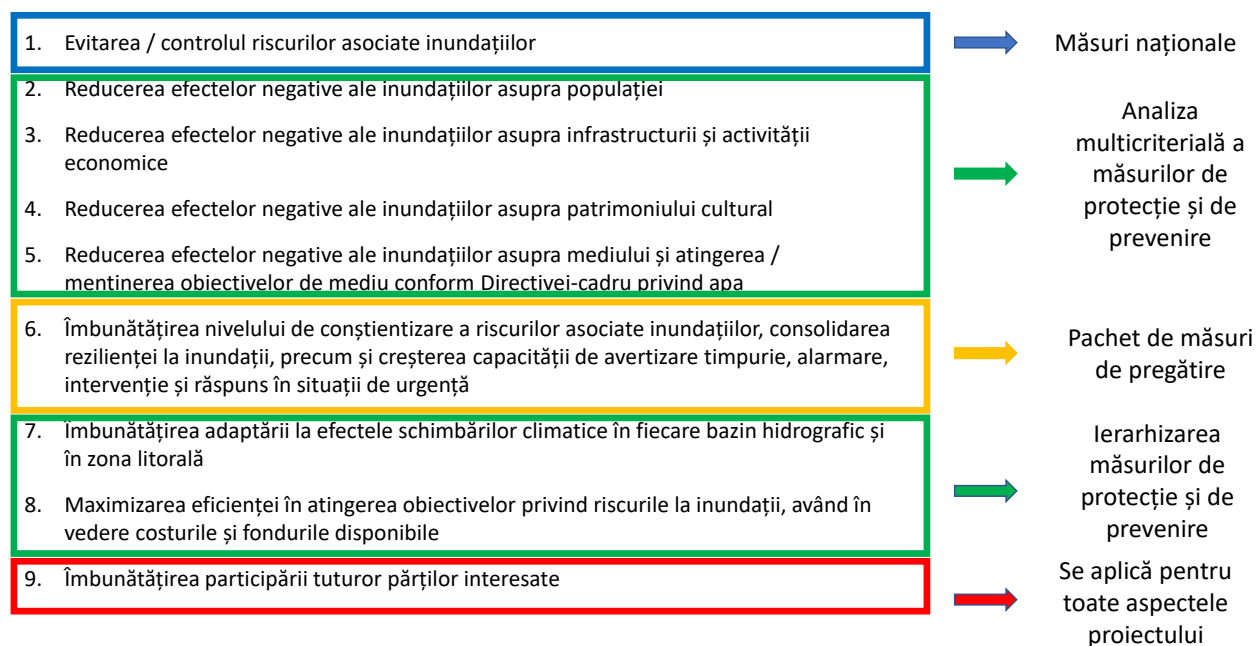 1. Evitarea / controlul riscurilor asociate inundațiilor
Măsuri naționale
2. Reducerea efectelor negative ale inundațiilor asupra populației
3. Reducerea efectelor negative ale inundațiilor asupra infrastructurii și activității
economice
4. Reducerea efectelor negative ale inundațiilor asupra patrimoniului cultural
5. Reducerea efectelor negative ale inundațiilor asupra mediului și atingerea /
mentinerea obiectivelor de mediu conform Directivei-cadru privind apa
Analiza
multicriterială a
măsurilor de
protecție și de
prevenire
6. Îmbunătățirea nivelului de conștientizare a riscurilor asociate inundațiilor, consolidarea
rezilienței la inundații, precum și creșterea capacității de avertizare timpurie, alarmare,
intervenție și răspuns în situații de urgență
Pachet de măsuri
de pregătire
7. Îmbunătățirea adaptării la efectele schimbărilor climatice în fiecare bazin hidrografic și
în zona litorală
8. Maximizarea eficienței în atingerea obiectivelor privind riscurile la inundații, având în
vedere costurile și fondurile disponibile
Ierarhizarea
măsurilor de
protecție și de
prevenire
9. Îmbunătățirea participării tuturor părților interesate
Se aplică pentru
toate aspectele
proiectului